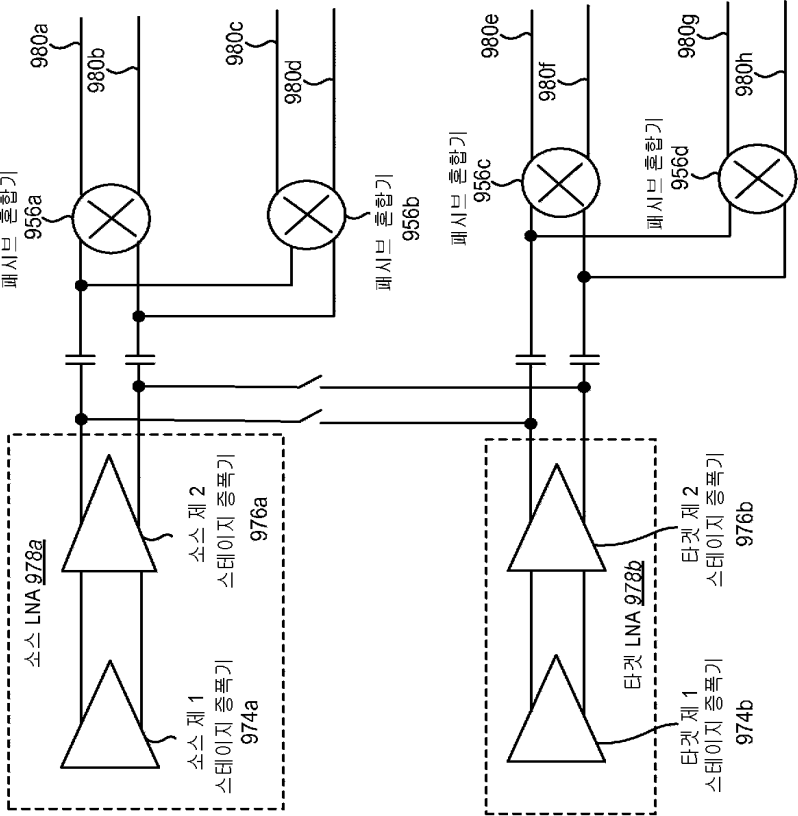 980a
980b
980c
980d
980e
980f
980g
980h
패시브 혼합기
956a
패시브 혼합기
956b
패시브 혼합기
956c
패시브 혼합기
956d
소스 LNA 978a
소스 제 1
스테이지 증폭기
974a
소스 제 2
스테이지 증폭기
976a
타겟 LNA 978b
타겟 제 1
스테이지 증폭기
974b
타겟 제 2
스테이지 증폭기
976b